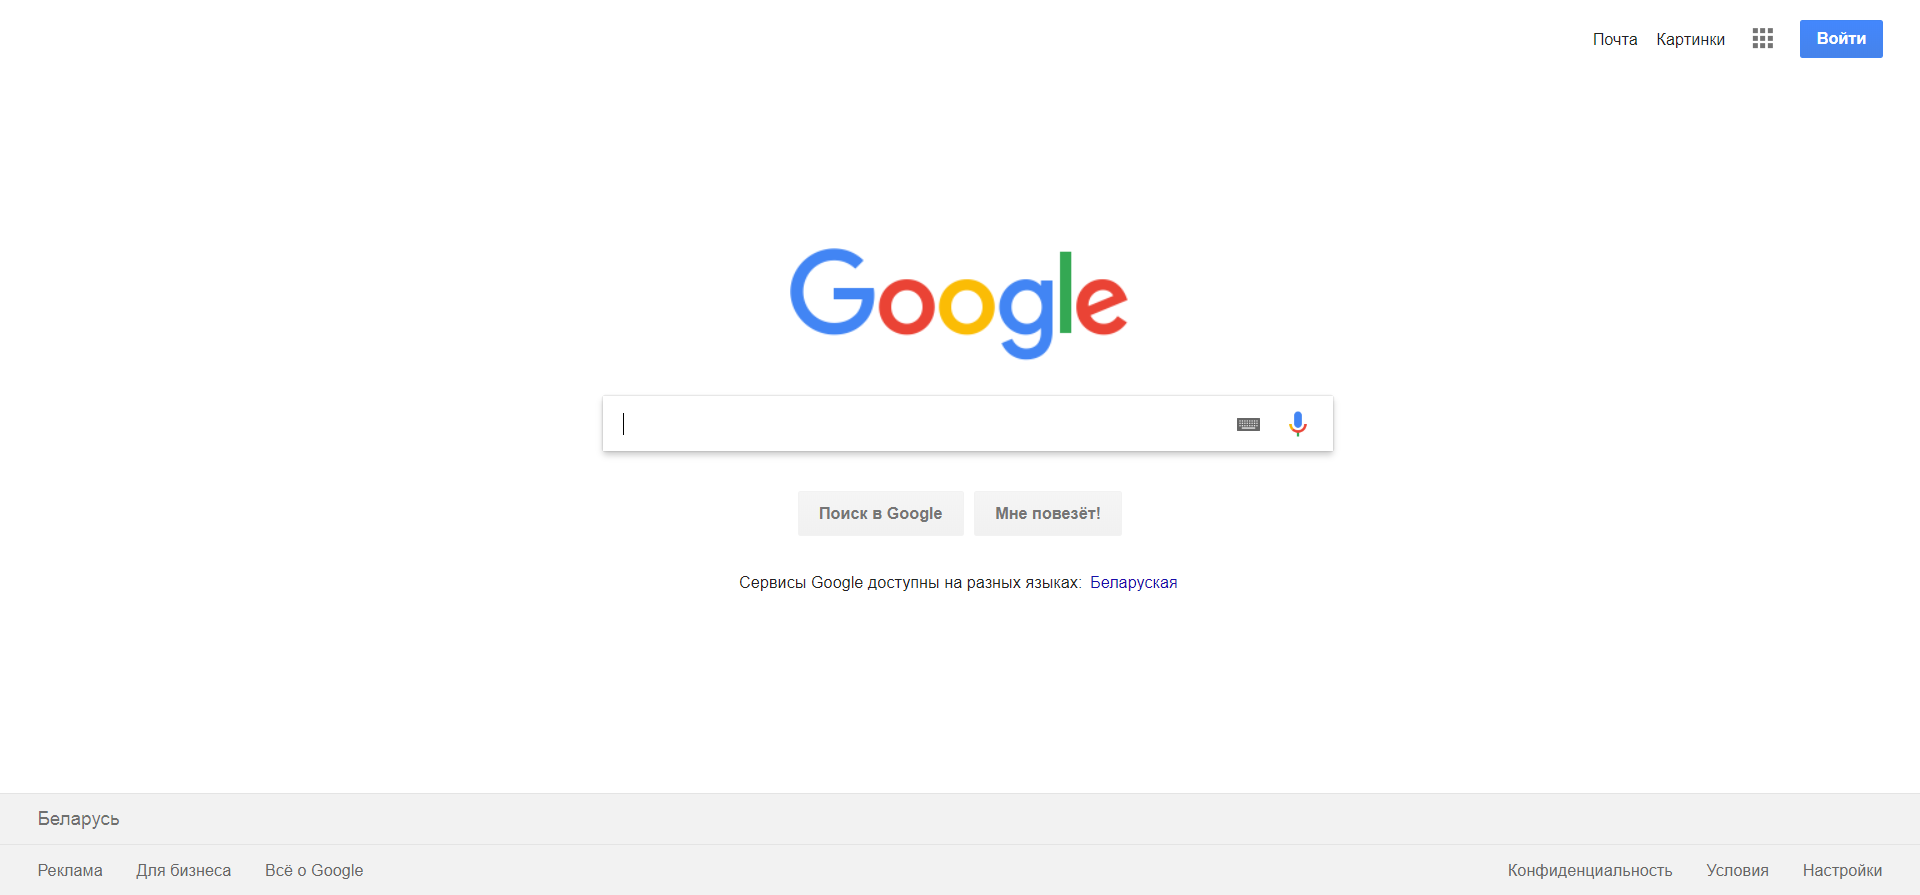 Почта Картинки Войти
Google
Поиск в Google Мне повезёт!
Сервисы Google доступны на разных языках: Беларуская
Беларусь
Реклама Для бизнеса Всё о Google Конфиденциальность Условия Настройки